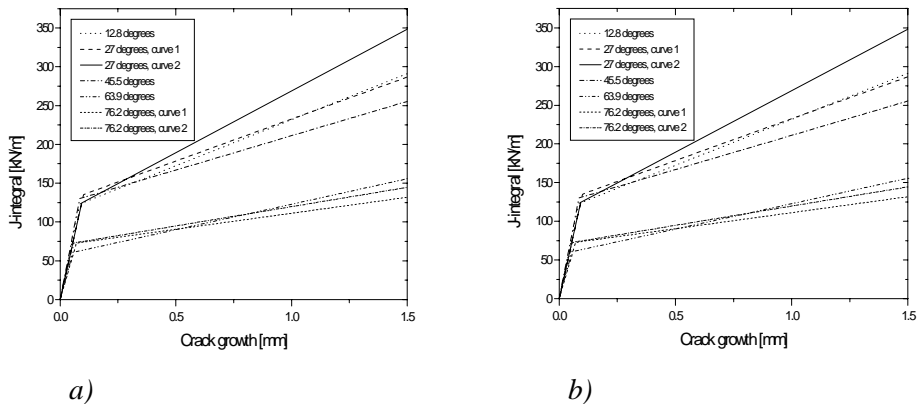 350
300
250
200
150
100
50
0
J-integral [kN/m]
12.8 degrees
27 degrees, curve 1
27 degrees, curve 2
45.5 degrees
63.9 degrees
76.2 degrees, curve 1
76.2 degrees, curve 2
0.0 0.5 1.0 1.5
Crack growth [mm]
a)
350
300
250
200
150
100
50
0
J-integral [kN/m]
12.8 degrees
27 degrees, curve 1
27 degrees, curve 2
45.5 degrees
63.9 degrees
76.2 degrees, curve 1
76.2 degrees, curve 2
0.0 0.5 1.0 1.5
Crack growth [mm]
b)